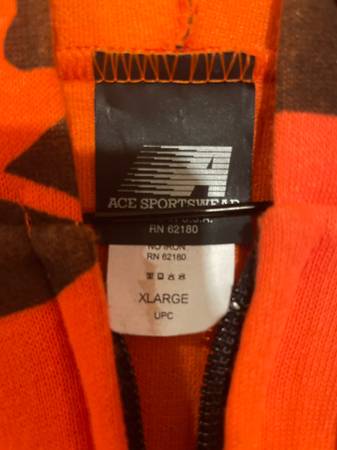 A
ACE SPORTSWEAR
U.S.A.
RN 62180
NO IRON
RN 62180
XLARGE
UPC